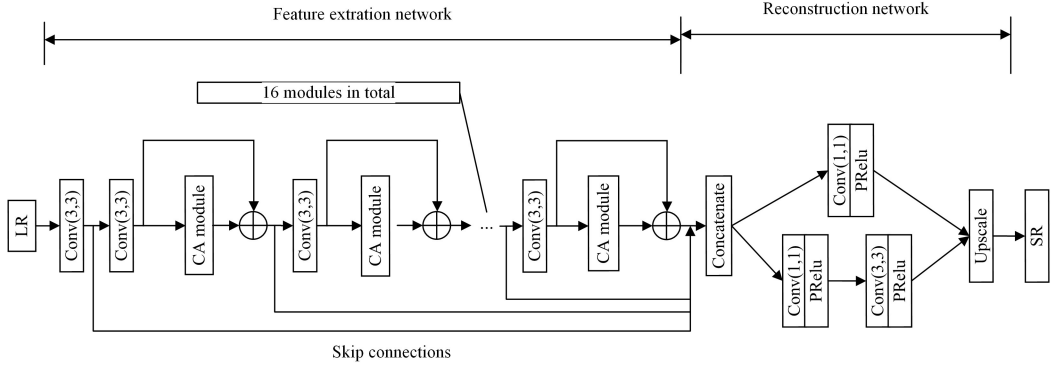 Feature extration network
Reconstruction network
16 modules in total
LR
Conv(3,3)
Conv(3,3)
CA module
Conv(3,3)
CA module
...
Conv(3,3)
CA module
Concatenate
Conv(1,1)
PRelu
Conv(1,1)
PRelu
Conv(3,3)
PRelu
Upscale
SR
Skip connections